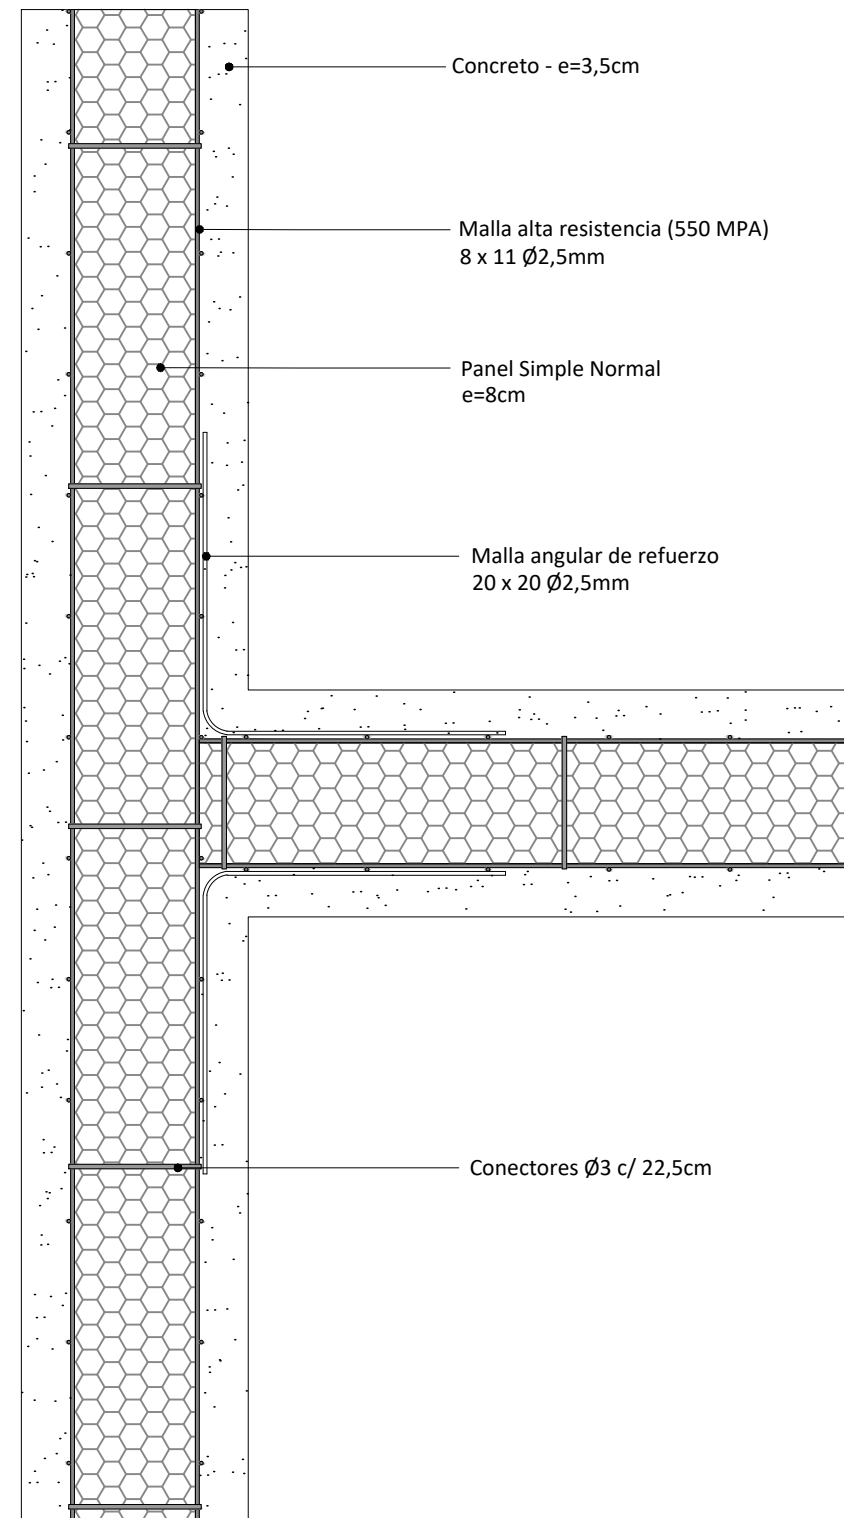 Concreto - e=3,5cm
Malla alta resistencia (550 MPA)
8 x 11 Ø2,5mm
Panel Simple Normal
e=8cm
Malla angular de refuerzo
20 x 20 Ø2,5mm
Conectores Ø3 c/ 22,5cm